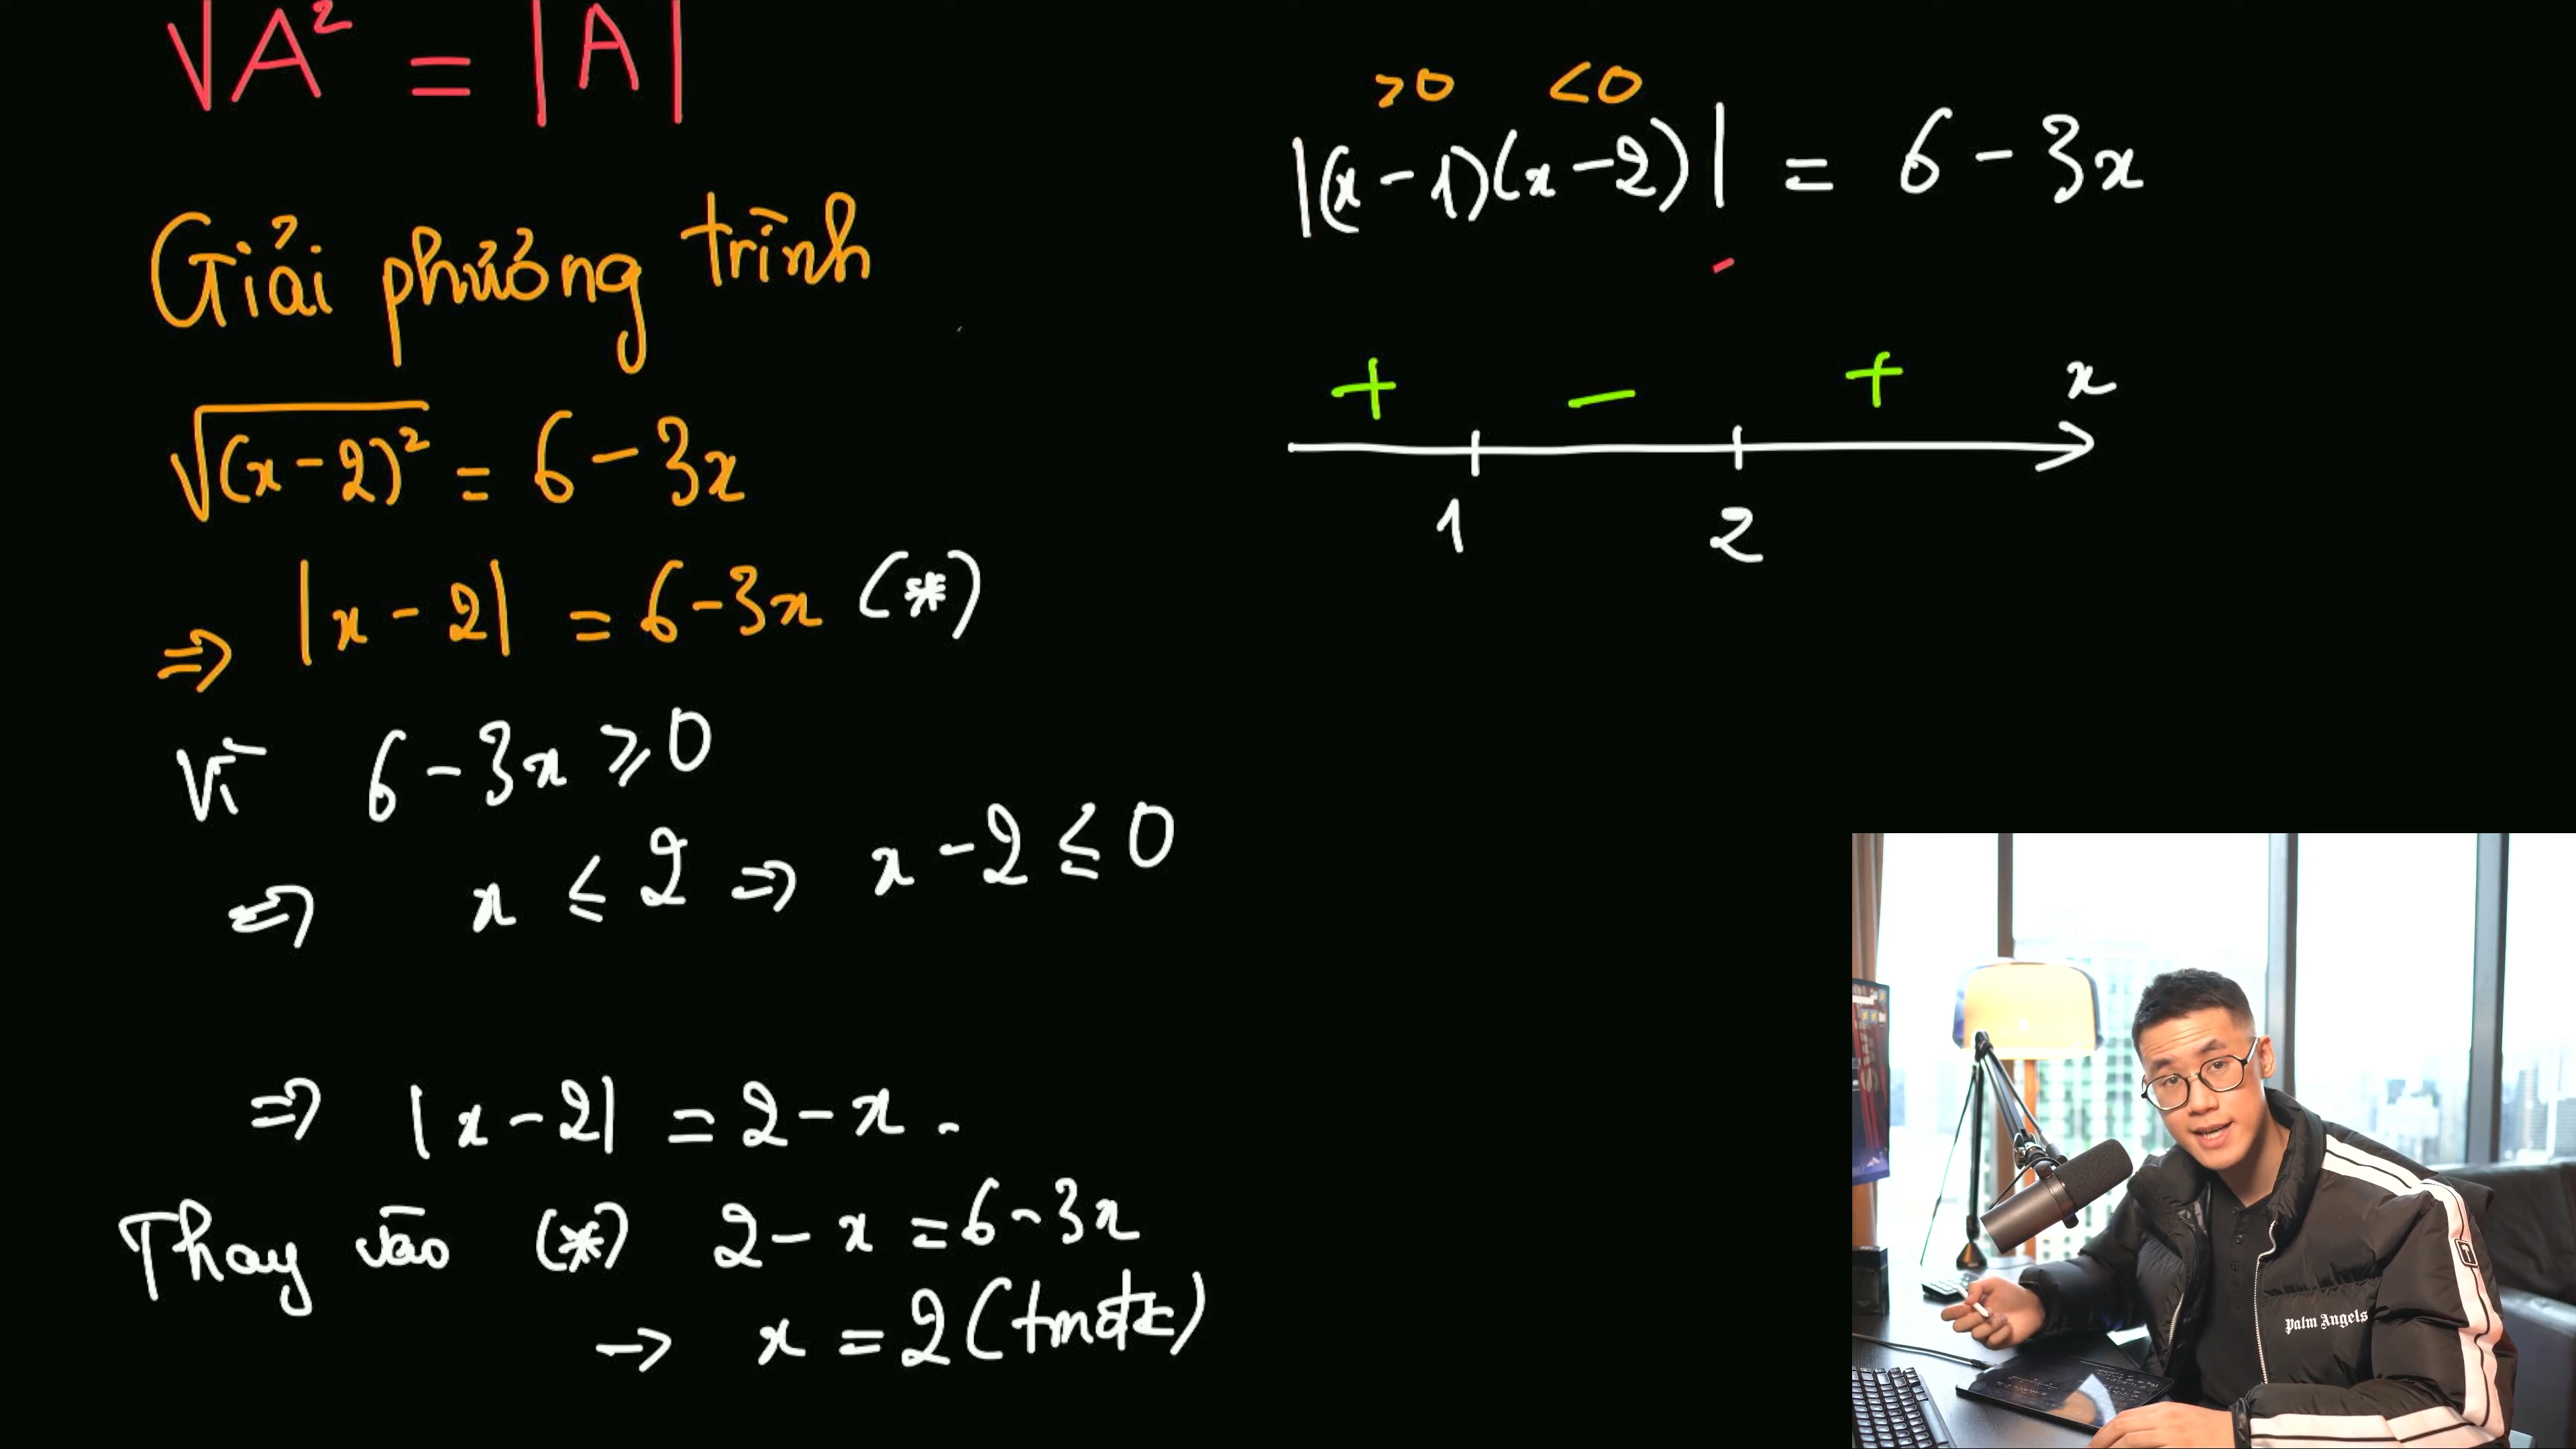 √A² = |A|
Giải phương trình
√(x-2)² = 6-3x
⇒ |x-2| = 6-3x (*)
Vì 6-3x ⩾ 0
⇒ x ≤ 2 ⇒ x-2 ≤ 0
⇒ |x-2| = 2-x.
Thay vào (*) 2-x = 6-3x
→ x = 2 (tmđk)
>0 <0
|(x-1)(x-2)| = 6-3x
+ - + x
1 2
Palm Angels